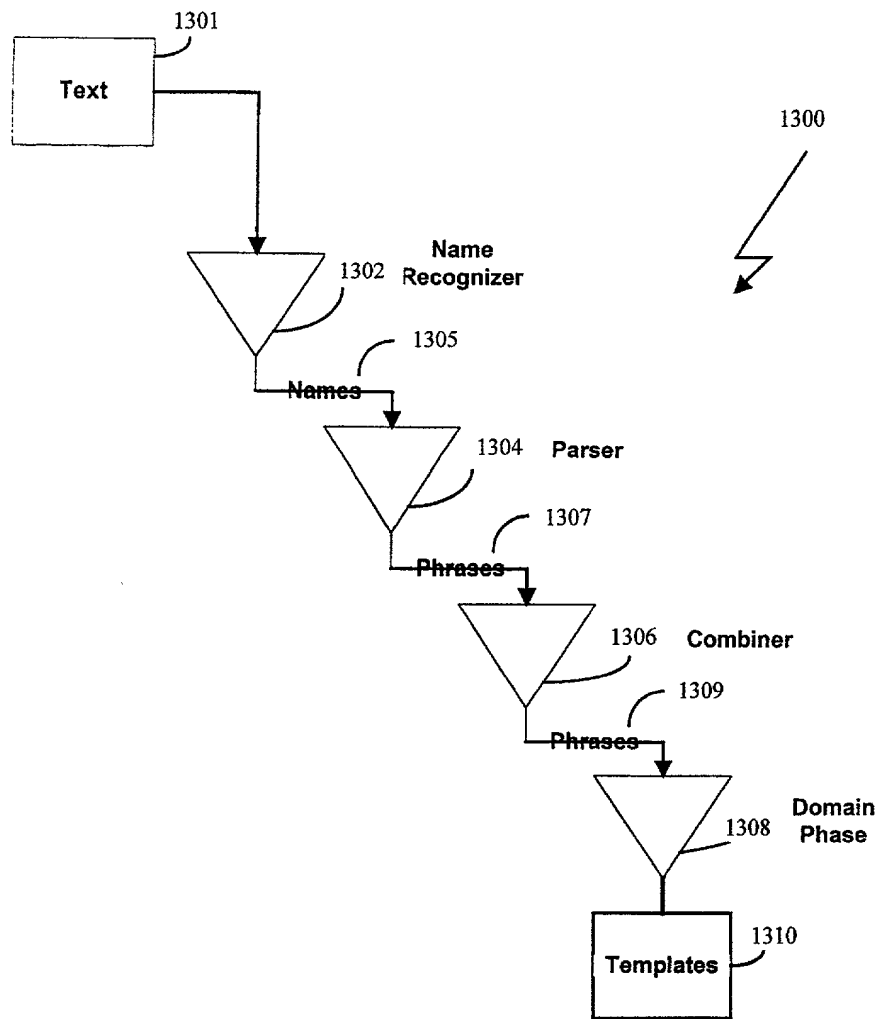 1301
Text
1300
Name
Recognizer
1302
1305
Names
1304
Parser
1307
Phrases
1306
Combiner
1309
Phrases
Domain
Phase
1308
1310
Templates